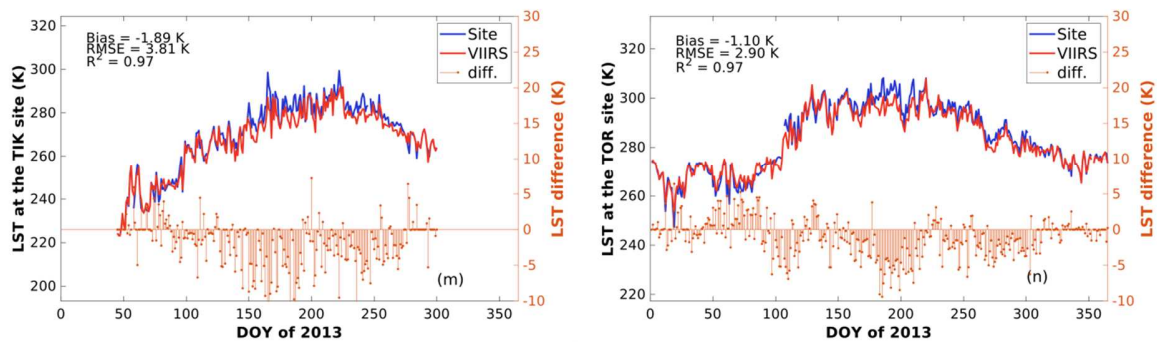 Bias = -1.89 K
RMSE = 3.81 K
R² = 0.97
Site
VIIRS
diff.
LST at the TIK site (K)
320
300
280
260
240
220
200
30
25
20
15
10
5
0
-5
-10
LST difference (K)
(m)
0 50 100 150 200 250 300
DOY of 2013
Bias = -1.10 K
RMSE = 2.90 K
R² = 0.97
Site
VIIRS
diff.
LST at the TOR site (K)
320
300
280
260
240
220
30
25
20
15
10
5
0
-5
-10
LST difference (K)
(n)
0 50 100 150 200 250 300 350
DOY of 2013